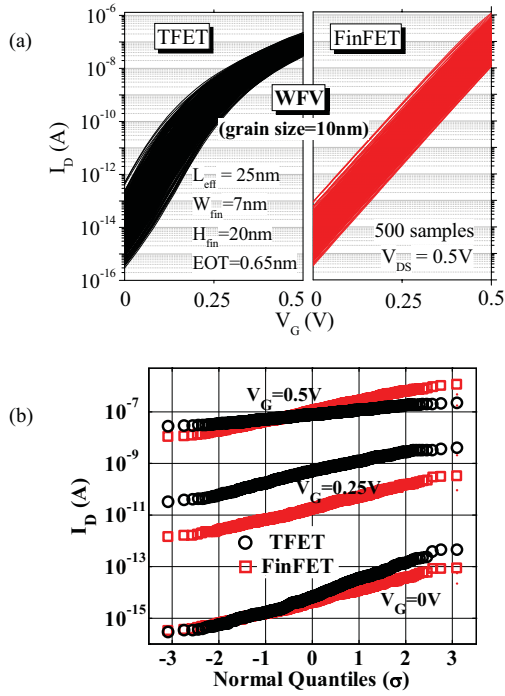 (a)
10⁻⁶
10⁻⁸
10⁻¹⁰
10⁻¹²
10⁻¹⁴
10⁻¹⁶
I_D (A)
TFET
FinFET
WFV
(grain size=10nm)
L_eff = 25nm
W_fin=7nm
H_fin=20nm
EOT=0.65nm
500 samples
V_DS = 0.5V
0 0.25 0.5 0 0.25 0.5
V_G (V)
(b)
10⁻⁷
10⁻⁹
10⁻¹¹
10⁻¹³
10⁻¹⁵
I_D (A)
V_G=0.5V
V_G=0.25V
TFET
FinFET
V_G=0V
-3 -2 -1 0 1 2 3
Normal Quantiles (σ)